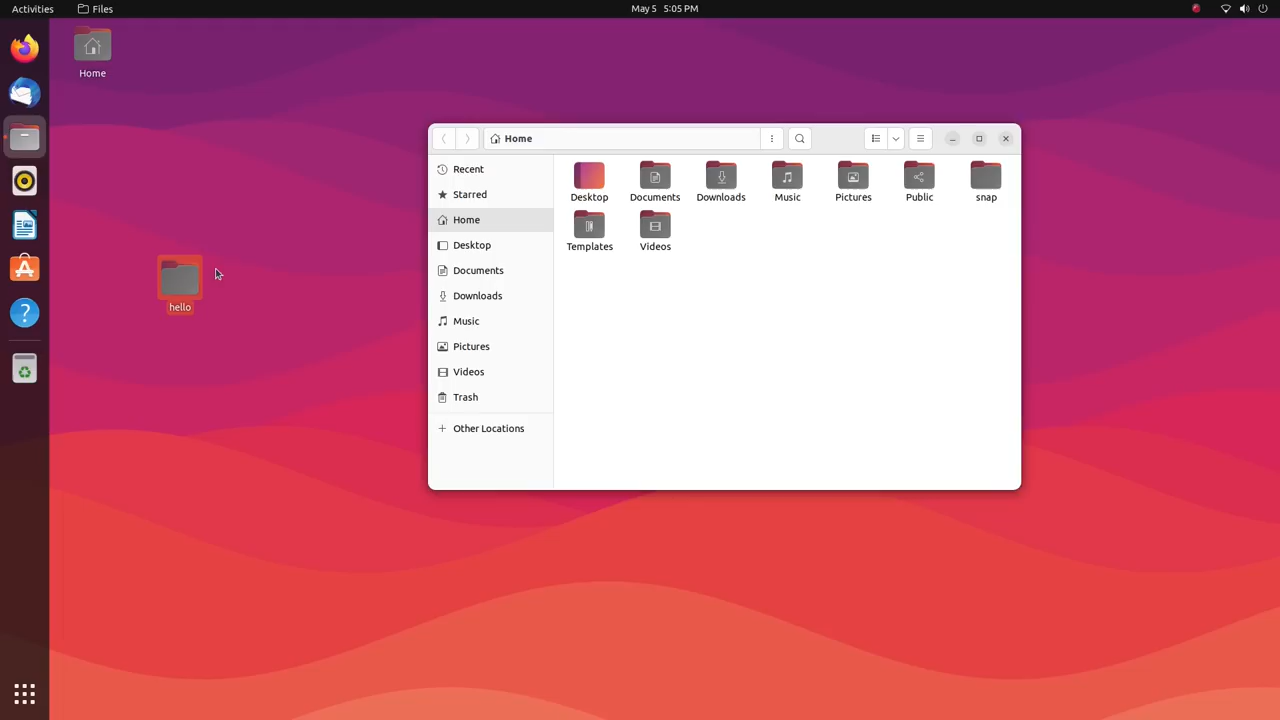 Activities
Files
May 5 5:05 PM
Home
hello
Home
Recent
Starred
Home
Desktop
Documents
Downloads
Music
Pictures
Videos
Trash
Other Locations
Desktop
Documents
Downloads
Music
Pictures
Public
snap
Templates
Videos